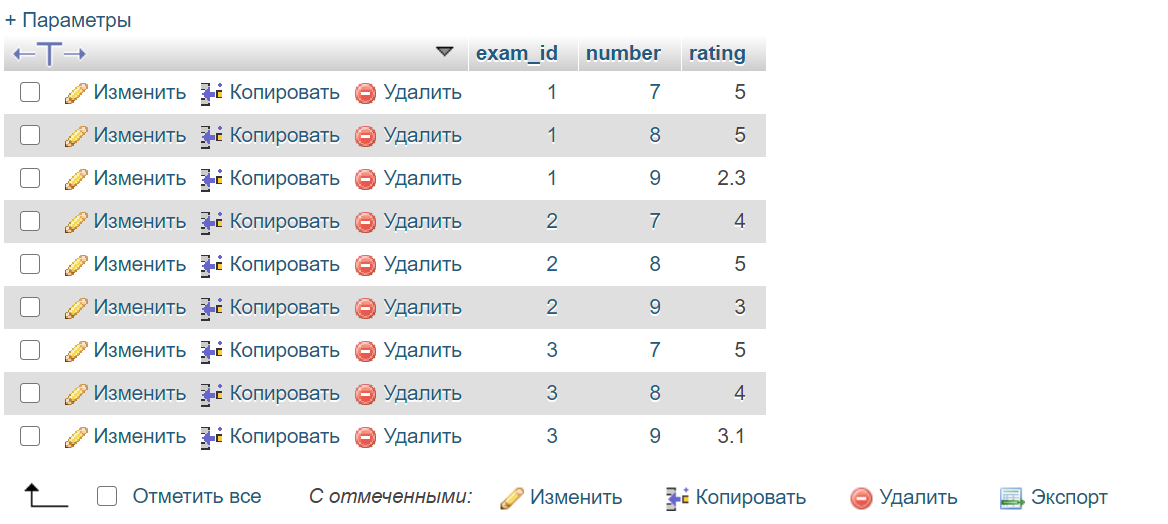 + Параметры
←T→ exam_id number rating
Изменить Копировать Удалить 1 7 5
Изменить Копировать Удалить 1 8 5
Изменить Копировать Удалить 1 9 2.3
Изменить Копировать Удалить 2 7 4
Изменить Копировать Удалить 2 8 5
Изменить Копировать Удалить 2 9 3
Изменить Копировать Удалить 3 7 5
Изменить Копировать Удалить 3 8 4
Изменить Копировать Удалить 3 9 3.1
Отметить все С отмеченными: Изменить Копировать Удалить Экспорт